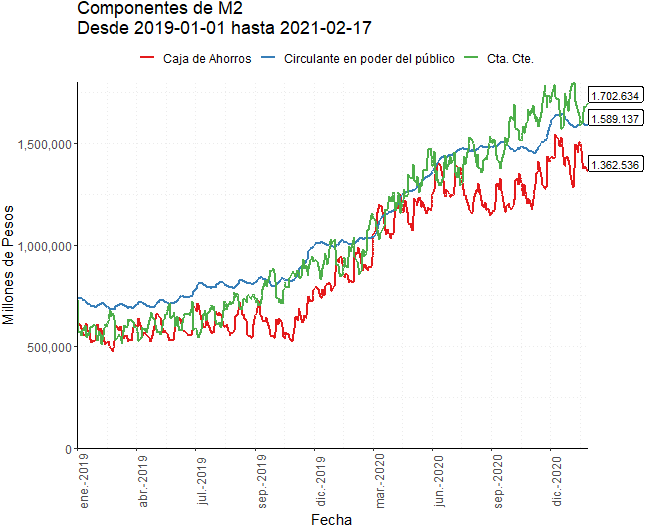 Componentes de M2
Desde 2019-01-01 hasta 2021-02-17
Caja de Ahorros Circulante en poder del público Cta. Cte.
Millones de Pesos
1,500,000
1,000,000
500,000
0
1.702.634
1.589.137
1.362.536
ene.-2019 abr.-2019 jul.-2019 sep.-2019 dic.-2019 mar.-2020 jun.-2020 sep.-2020 dic.-2020
Fecha